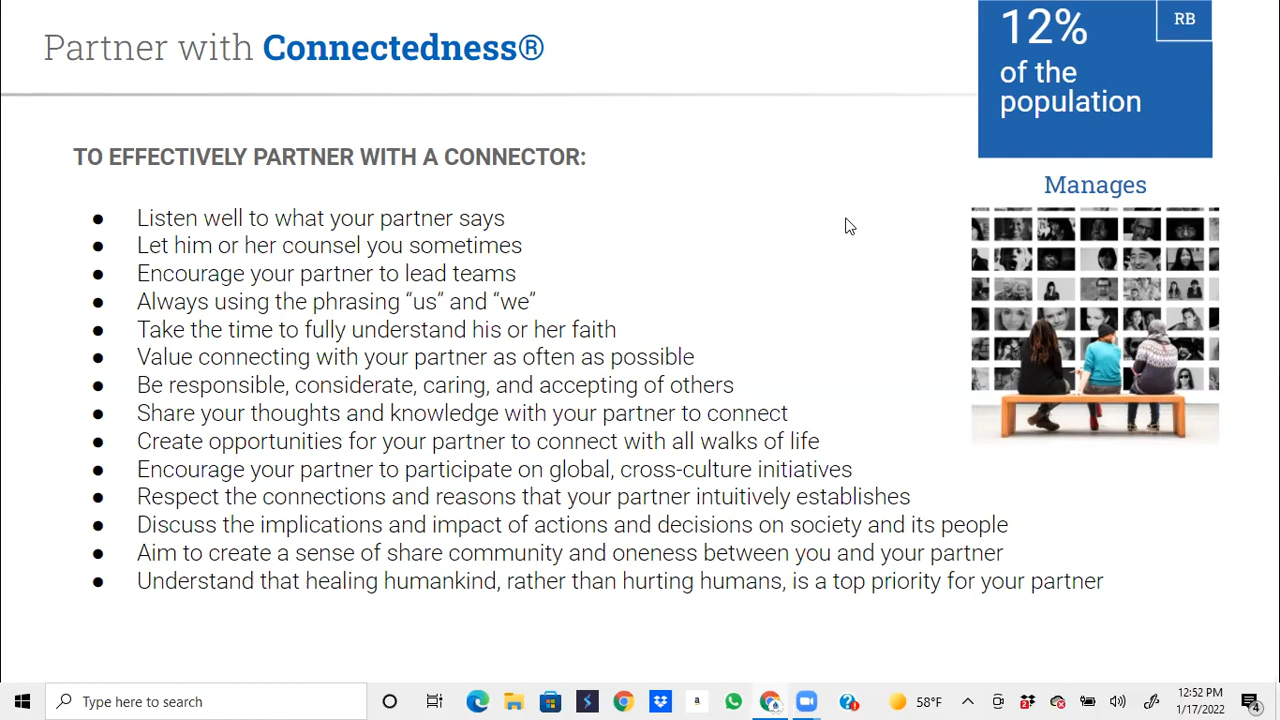 Partner with Connectedness®
12%
of the
population
RB
TO EFFECTIVELY PARTNER WITH A CONNECTOR:
Manages
● Listen well to what your partner says
● Let him or her counsel you sometimes
● Encourage your partner to lead teams
● Always using the phrasing “us” and “we”
● Take the time to fully understand his or her faith
● Value connecting with your partner as often as possible
● Be responsible, considerate, caring, and accepting of others
● Share your thoughts and knowledge with your partner to connect
● Create opportunities for your partner to connect with all walks of life
● Encourage your partner to participate on global, cross-culture initiatives
● Respect the connections and reasons that your partner intuitively establishes
● Discuss the implications and impact of actions and decisions on society and its people
● Aim to create a sense of share community and oneness between you and your partner
● Understand that healing humankind, rather than hurting humans, is a top priority for your partner
Type here to search
a
2
58°F
12:52 PM
1/17/2022
4